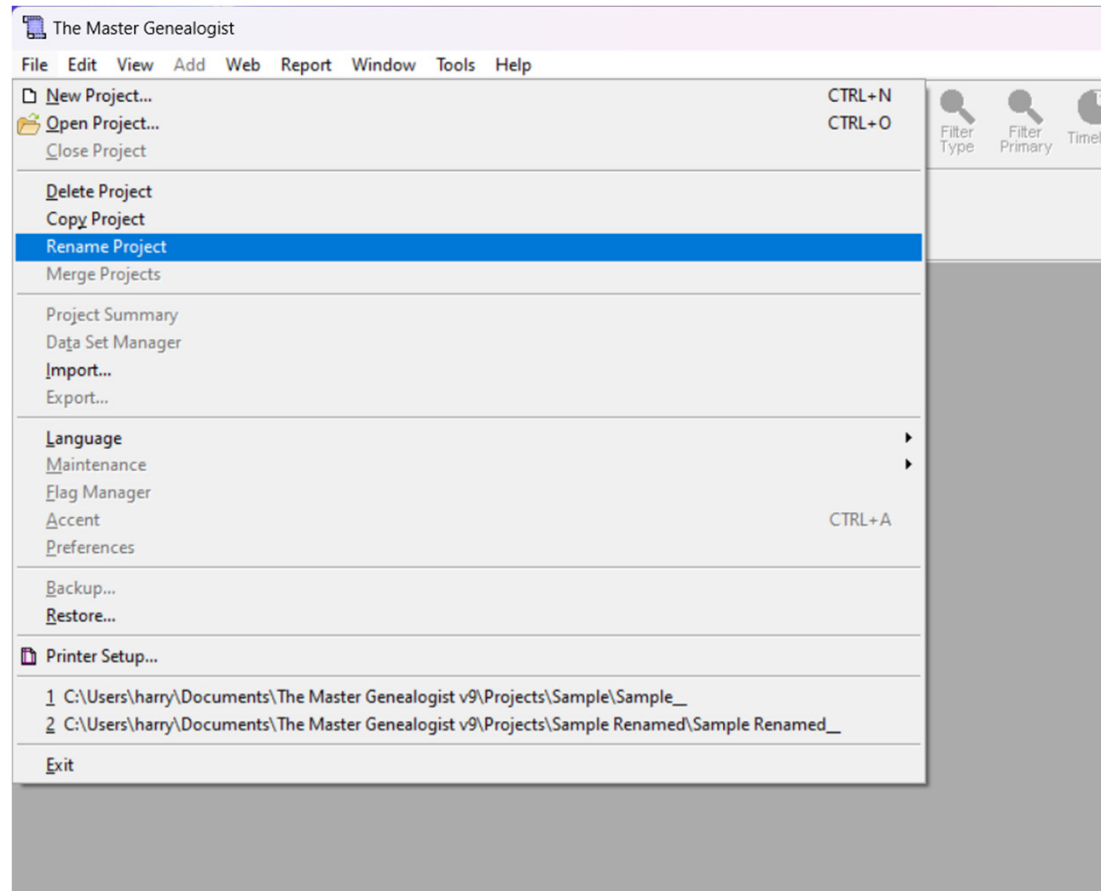 The Master Genealogist
File Edit View Add Web Report Window Tools Help
New Project... CTRL+N
Open Project... CTRL+O
Close Project
Delete Project
Copy Project
Rename Project
Merge Projects
Project Summary
Data Set Manager
Import...
Export...
Language
Maintenance
Flag Manager
Accent CTRL+A
Preferences
Backup...
Restore...
Printer Setup...
1 C:\Users\harry\Documents\The Master Genealogist v9\Projects\Sample\Sample__
2 C:\Users\harry\Documents\The Master Genealogist v9\Projects\Sample Renamed\Sample Renamed__
Exit
Filter Filter
Type Primary